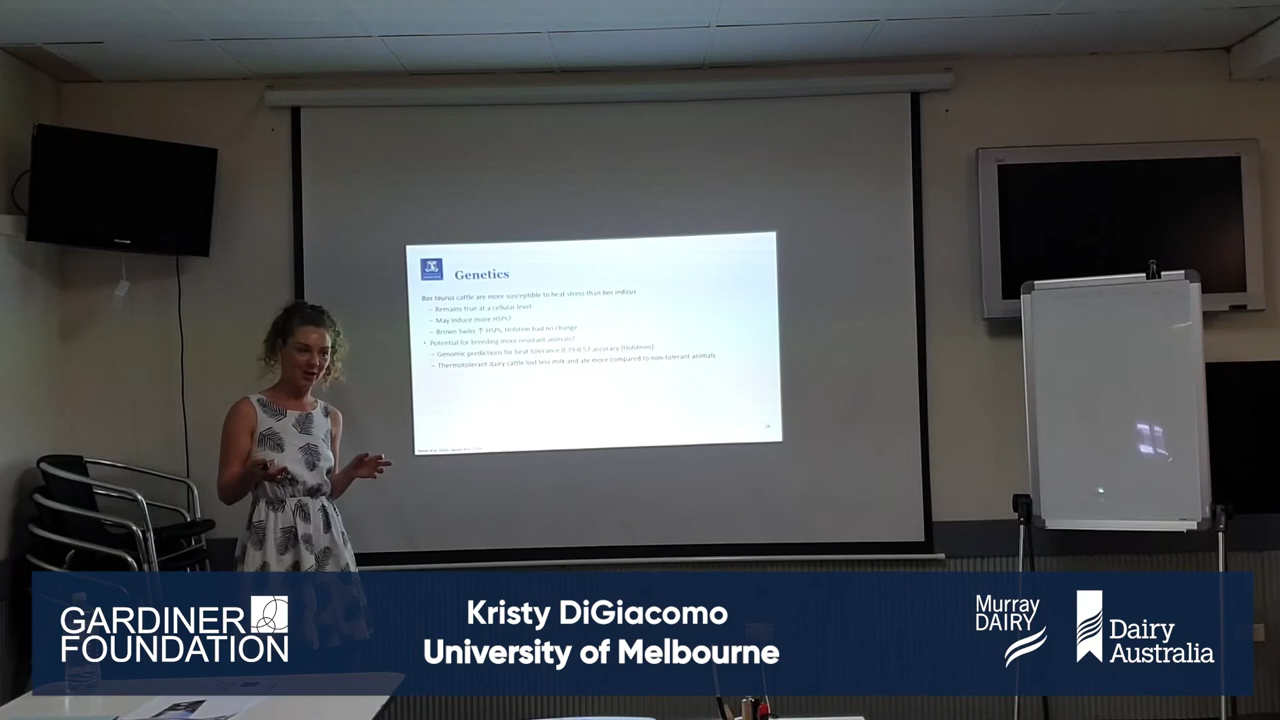 Genetics
Bos taurus cattle are more susceptible to heat stress than bos indicus
– Remains true at a cellular level
– May induce more HSPs?
– Brown Swiss ↑ HSPs, Holstein had no change
• Potential for breeding more resistant animals?
– Genomic predictions for heat tolerance 0.39-0.57 accuracy (Holsteins)
– Thermotolerant dairy cattle lost less milk and ate more compared to non-tolerant animals
GARDINER
FOUNDATION
Kristy DiGiacomo
University of Melbourne
Murray
DAIRY
Dairy
Australia